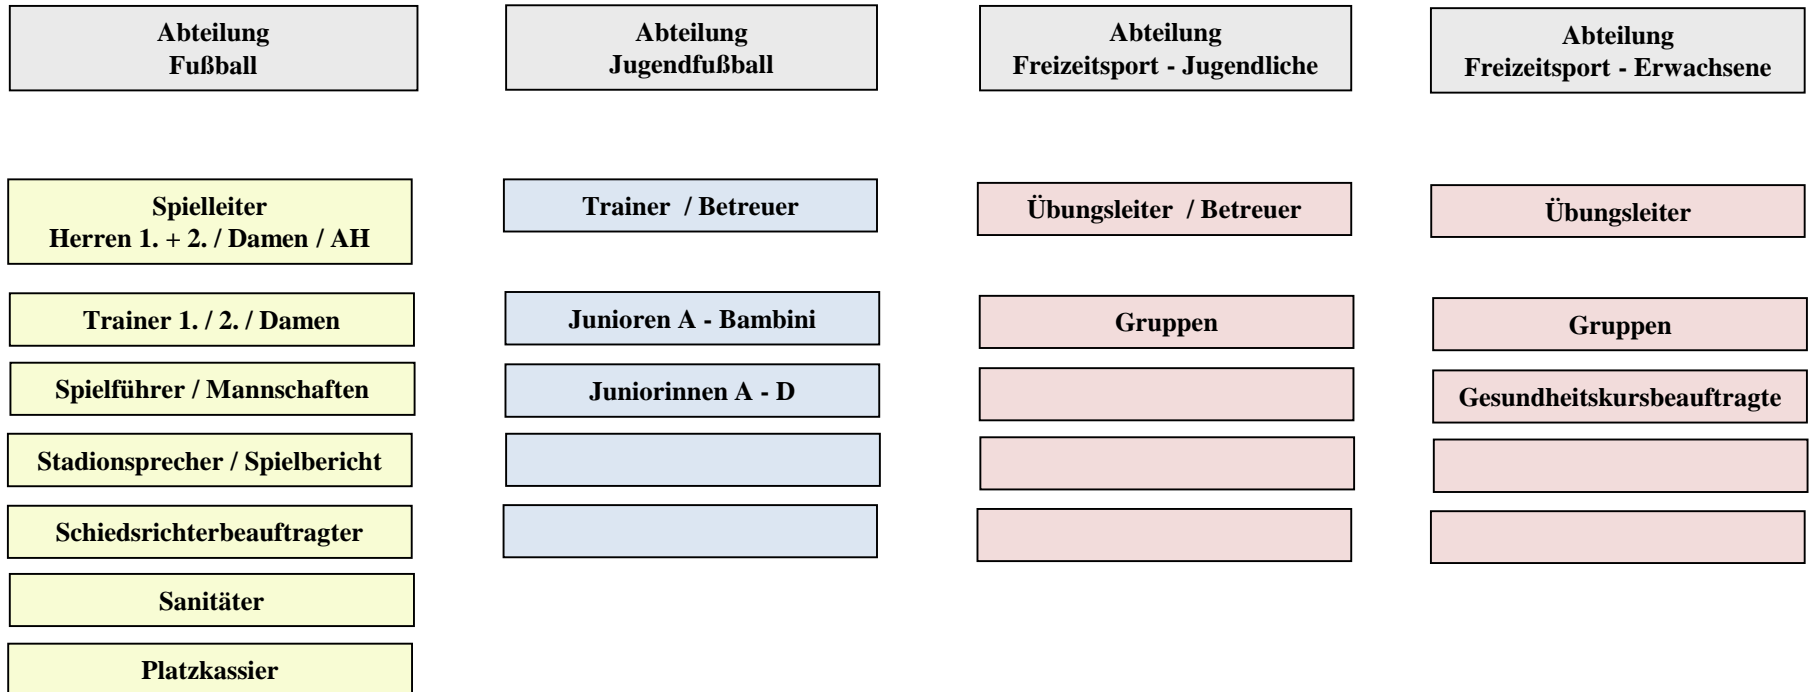 Abteilung
Fußball
Abteilung
Jugendfußball
Abteilung
Freizeitsport - Jugendliche
Abteilung
Freizeitsport - Erwachsene
Spielleiter
Herren 1. + 2. / Damen / AH
Trainer / Betreuer
Übungsleiter / Betreuer
Übungsleiter
Trainer 1. / 2. / Damen
Junioren A - Bambini
Gruppen
Gruppen
Spielführer / Mannschaften
Juniorinnen A - D
Gesundheitskursbeauftragte
Stadionsprecher / Spielbericht
Schiedsrichterbeauftragter
Sanitäter
Platzkassier